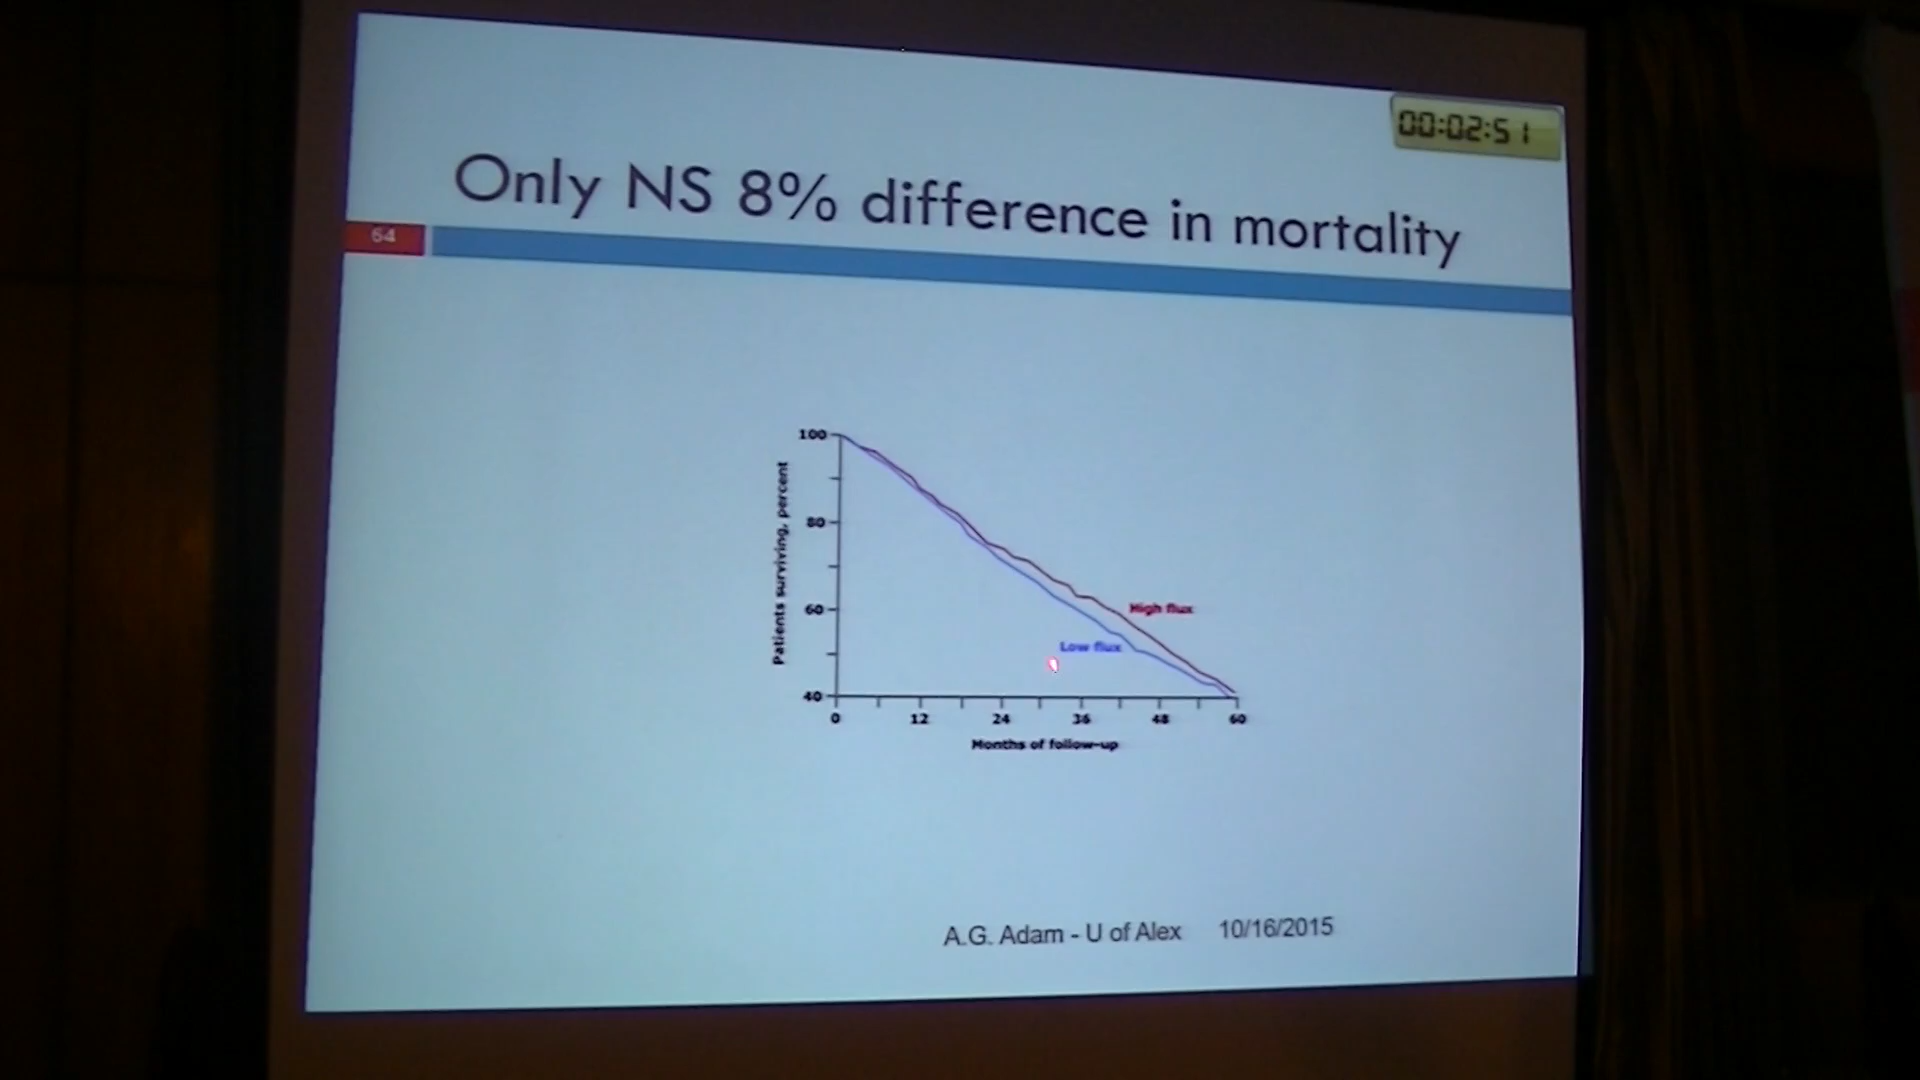 00:02:51
Only NS 8% difference in mortality
64
100
80
60
40
Patients surviving, percent
High flux
Low flux
0 12 24 36 48 60
Months of follow-up
A.G. Adam - U of Alex 10/16/2015